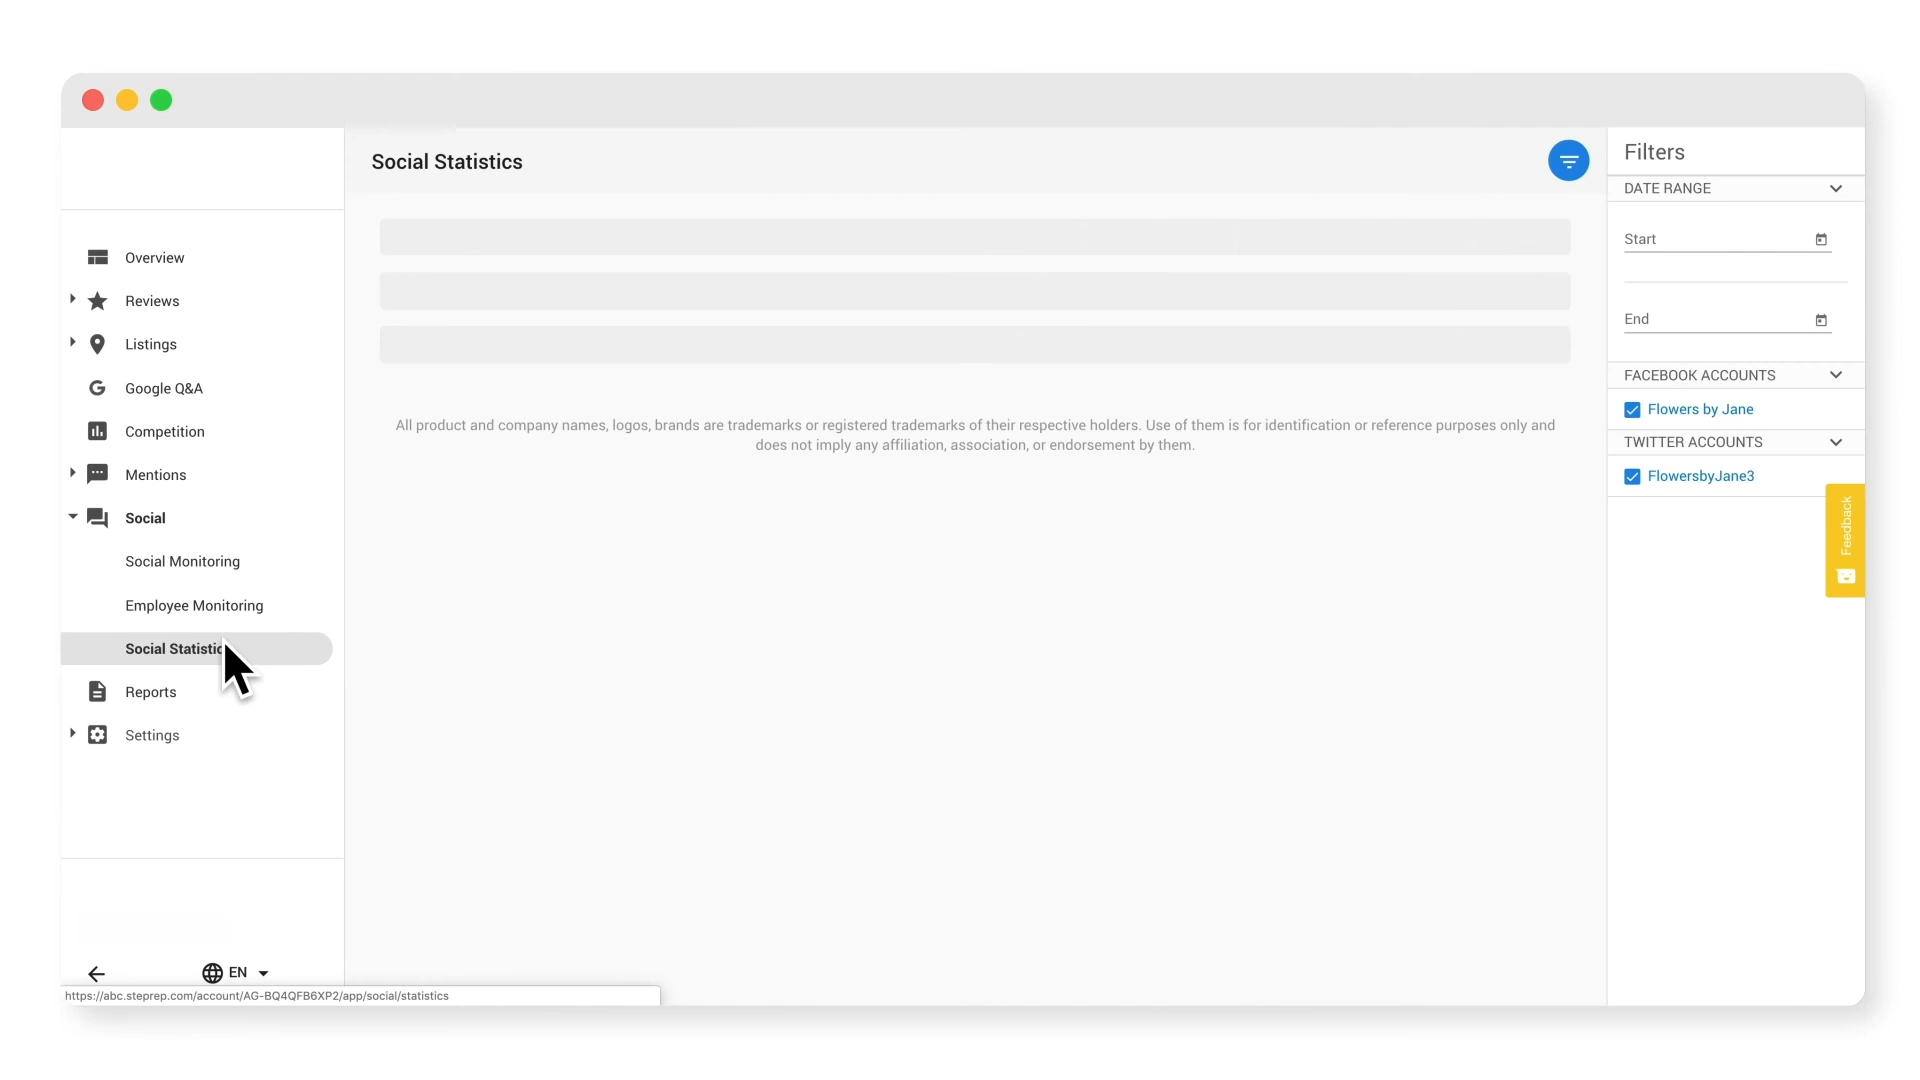 Social Statistics
Filters
DATE RANGE
Start
End
FACEBOOK ACCOUNTS
Flowers by Jane
TWITTER ACCOUNTS
FlowersbyJane3
Feedback
Overview
Reviews
Listings
Google Q&A
Competition
Mentions
Social
Social Monitoring
Employee Monitoring
Social Statistic
Reports
Settings
All product and company names, logos, brands are trademarks or registered trademarks of their respective holders. Use of them is for identification or reference purposes only and
does not imply any affiliation, association, or endorsement by them.
EN
https://abc.steprep.com/account/AG-BQ4QFB6XP2/app/social/statistics